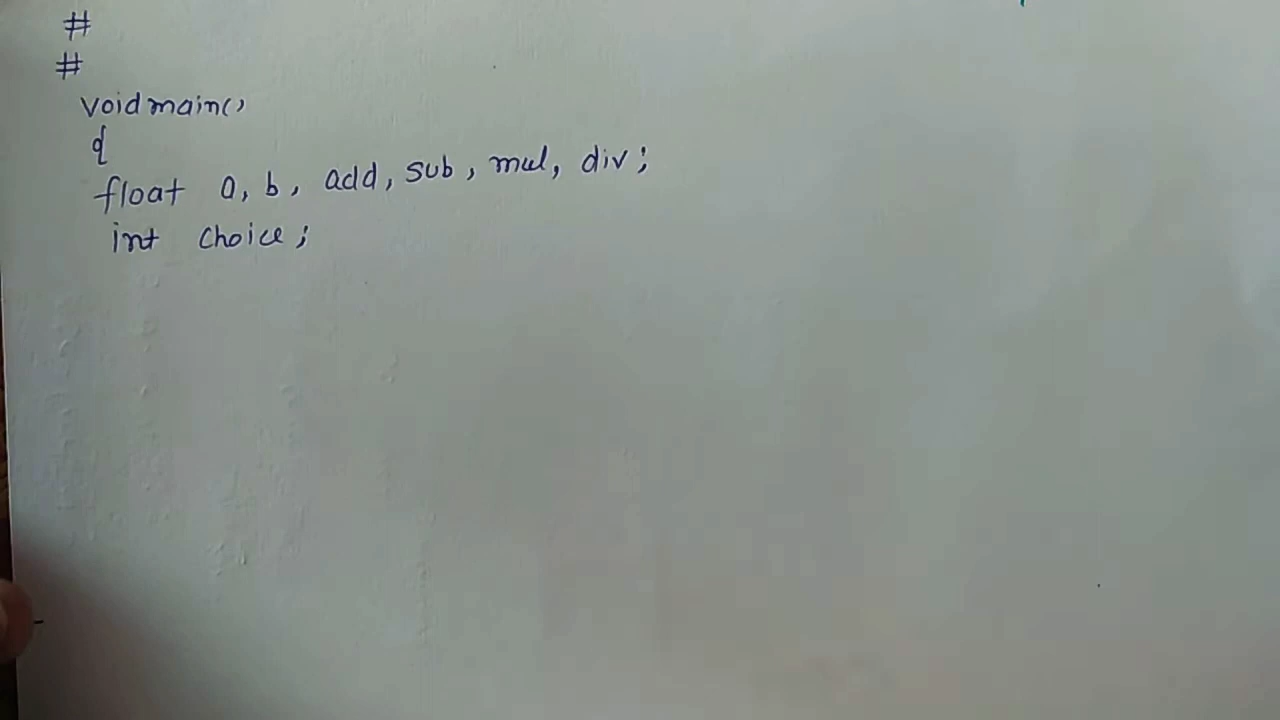 #
#
void main()
{
float a, b, add, sub, mul, div;
int choice;